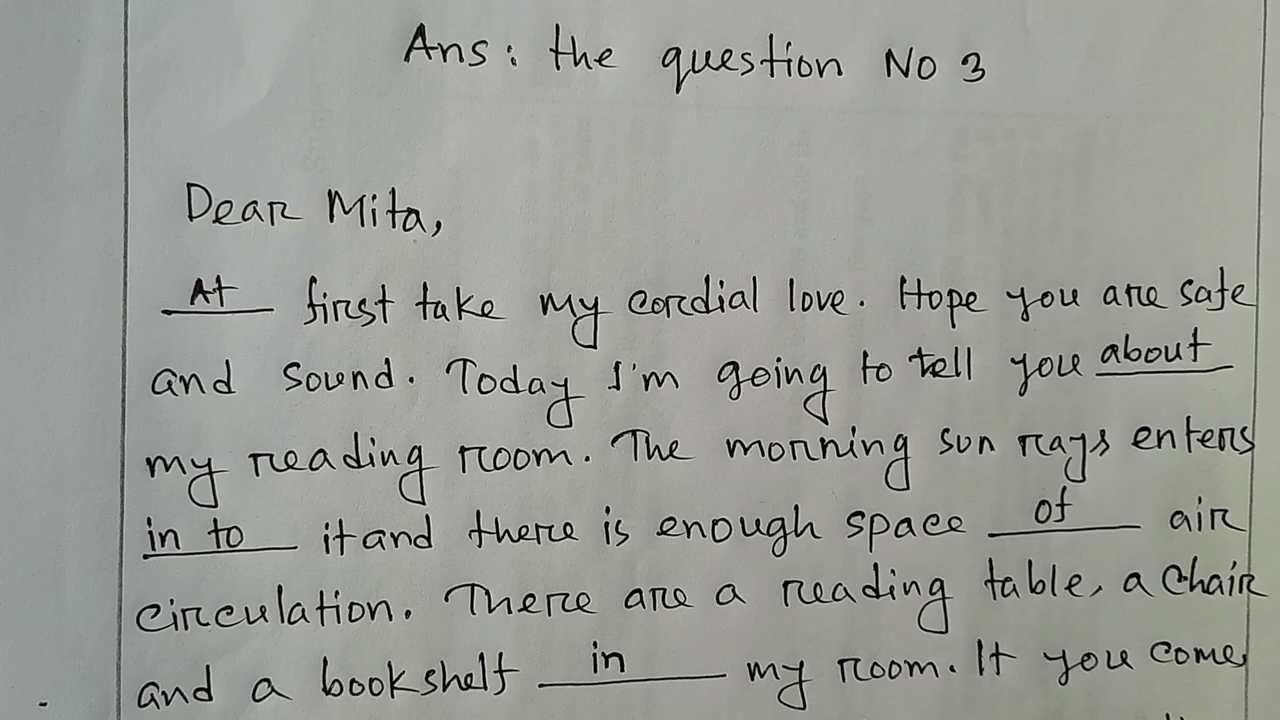 Ans: the question No 3
Dear Mita,
At first take my cordial love. Hope you are safe
and sound. Today I'm going to tell you about
my reading room. The morning sun rays enters
in to it and there is enough space of air
circulation. There are a reading table, a chair
and a bookshelf in my room. If you come